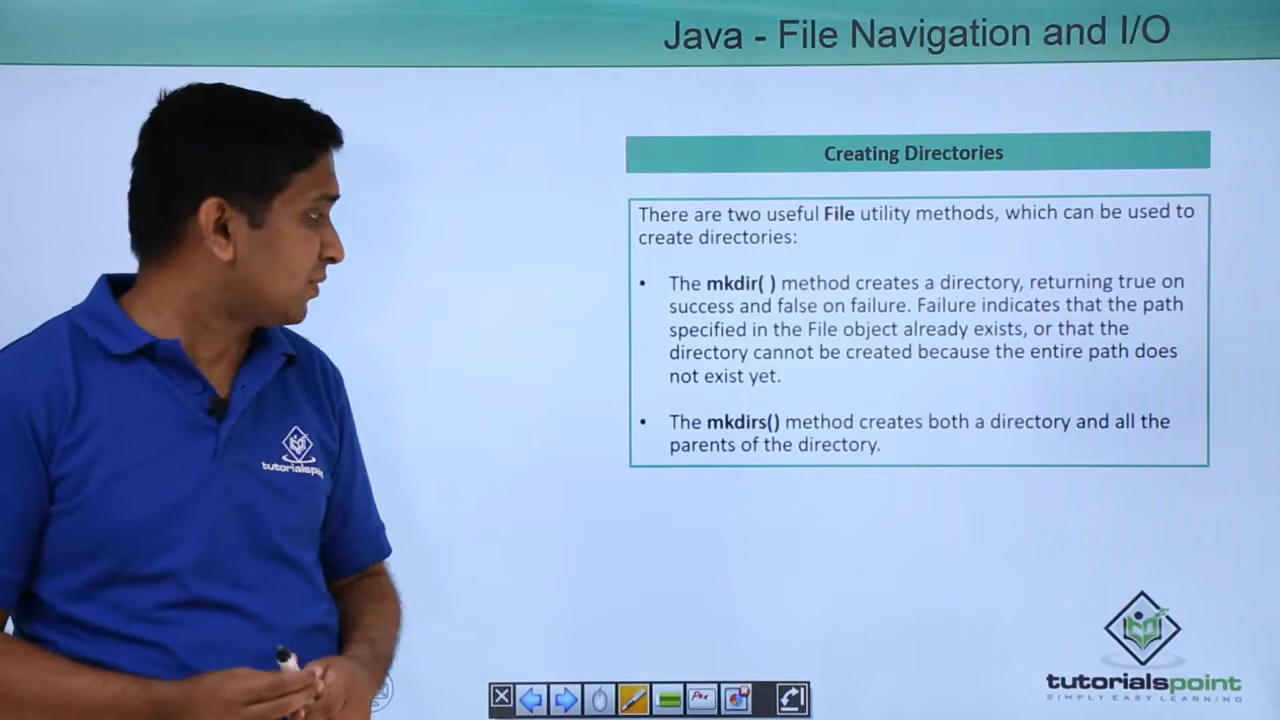 Java - File Navigation and I/O
Creating Directories
There are two useful File utility methods, which can be used to
create directories:
• The mkdir( ) method creates a directory, returning true on
success and false on failure. Failure indicates that the path
specified in the File object already exists, or that the
directory cannot be created because the entire path does
not exist yet.
• The mkdirs() method creates both a directory and all the
parents of the directory.
tutorialspoint
tutorialspoint
SIMPLY EASY LEARNING